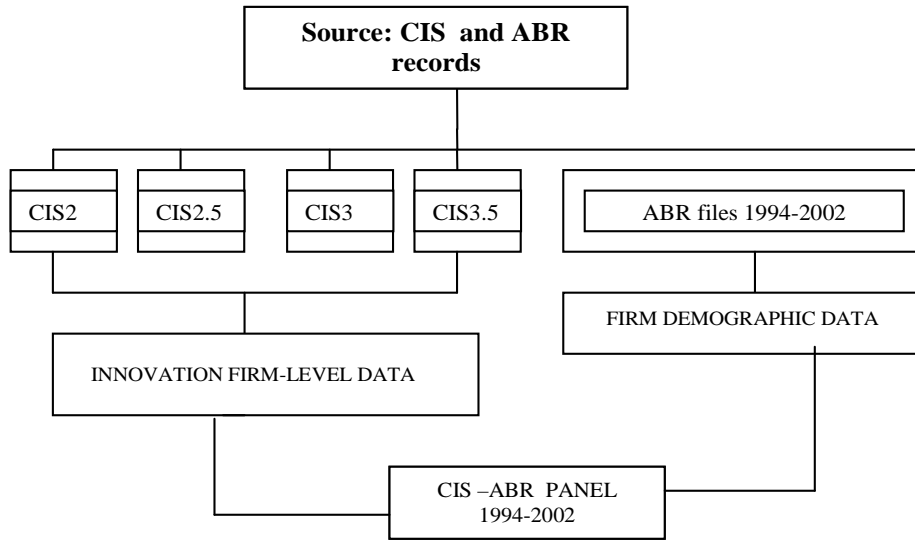 Source: CIS and ABR
records
CIS2
CIS2.5
CIS3
CIS3.5
ABR files 1994-2002
FIRM DEMOGRAPHIC DATA
INNOVATION FIRM-LEVEL DATA
CIS –ABR PANEL
1994-2002